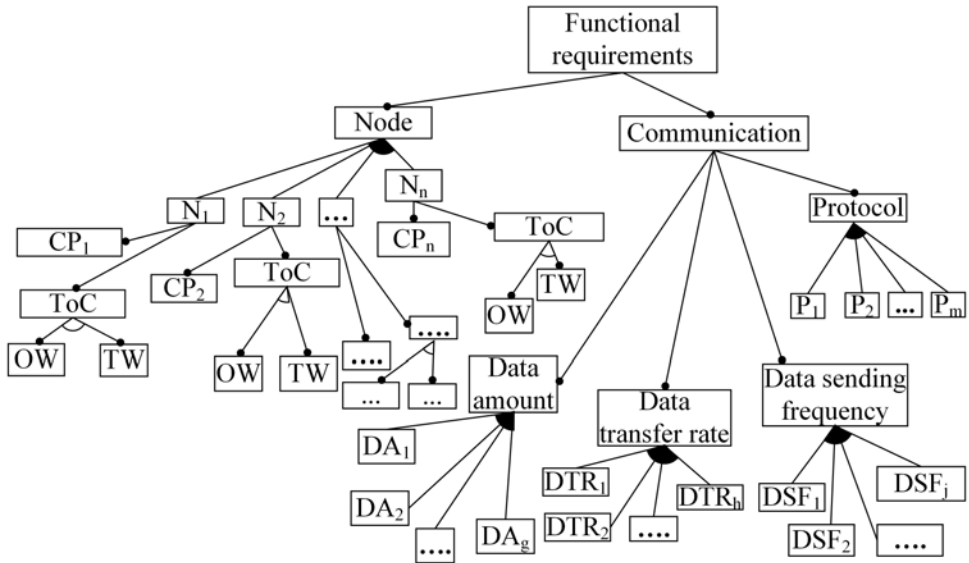 Functional
requirements
Node
Communication
N1
N2
...
Nn
Protocol
CP1
CPn
ToC
ToC
CP2
ToC
TW
P1
P2
...
Pm
OW
OW
TW
OW
TW
....
....
...
...
Data
amount
Data
transfer rate
Data sending
frequency
DA1
DA2
....
DAg
DTR1
DTRh
DTR2
....
DSF1
DSFj
DSF2
....